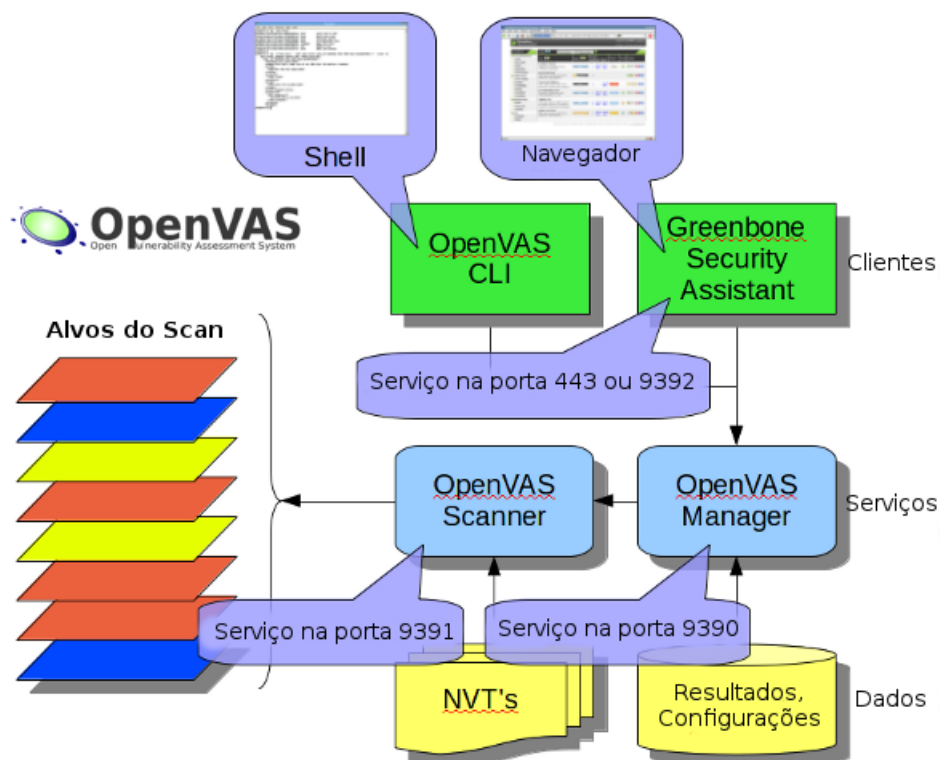 Shell
Navegador
OpenVAS
Open Vulnerability Assessment System
OpenVAS
CLI
Greenbone
Security
Assistant
Clientes
Alvos do Scan
Serviço na porta 443 ou 9392
OpenVAS
Scanner
OpenVAS
Manager
Serviços
Serviço na porta 9391
Serviço na porta 9390
NVT's
Resultados,
Configurações
Dados